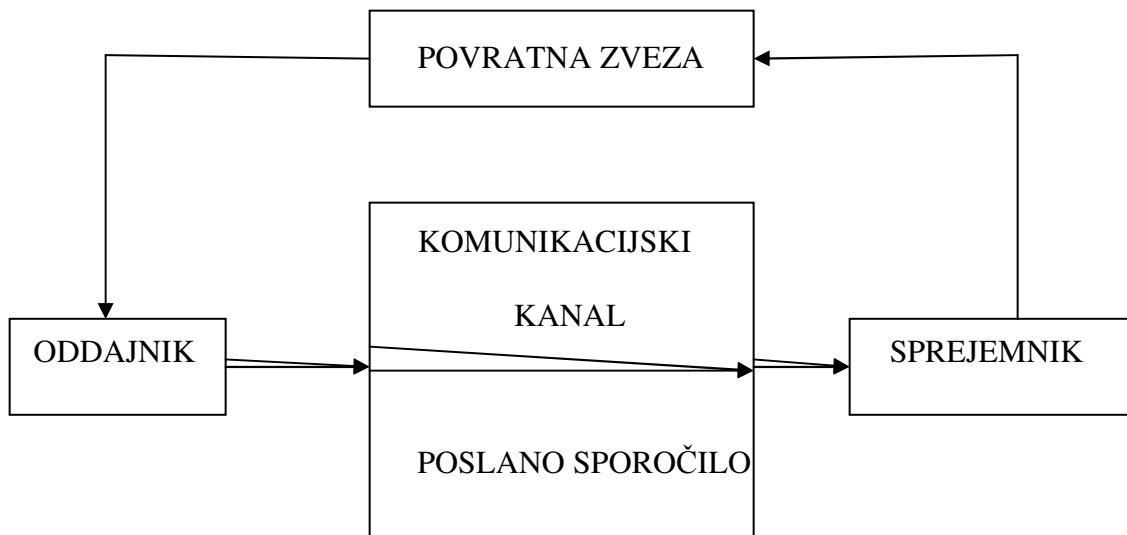 POVRATNA ZVEZA
KOMUNIKACIJSKI
KANAL
ODDAJNIK
SPREJEMNIK
POSLANO SPOROČILO